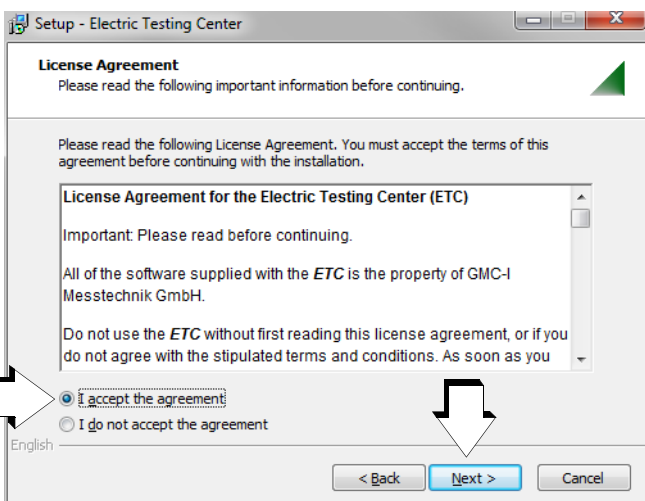 Setup - Electric Testing Center
License Agreement
Please read the following important information before continuing.
Please read the following License Agreement. You must accept the terms of this
agreement before continuing with the installation.
License Agreement for the Electric Testing Center (ETC)
Important: Please read before continuing.
All of the software supplied with the ETC is the property of GMC-I
Messtechnik GmbH.
Do not use the ETC without first reading this license agreement, or if you
do not agree with the stipulated terms and conditions. As soon as you
I accept the agreement
I do not accept the agreement
English
< Back Next > Cancel